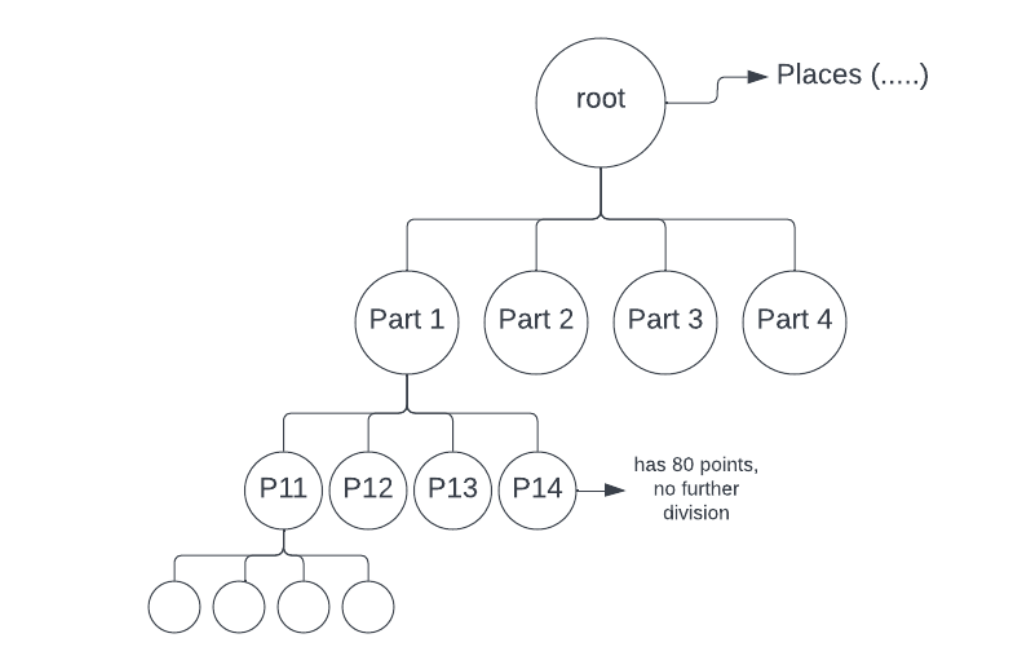 root
Places (.....)
Part 1
Part 2
Part 3
Part 4
P11
P12
P13
P14
has 80 points,
no further
division